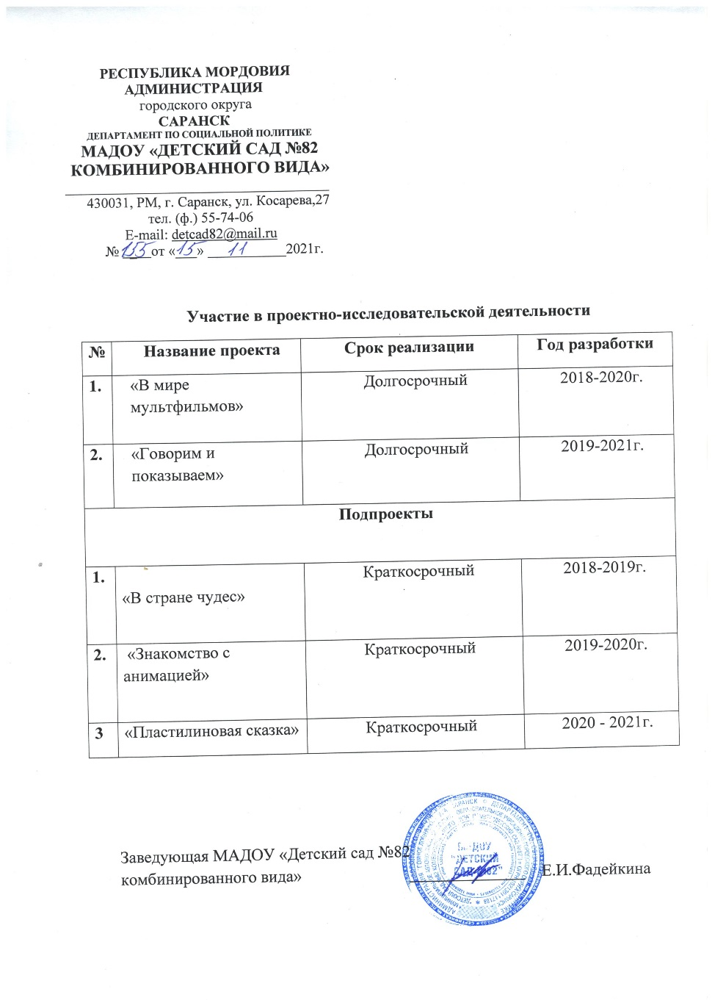 РЕСПУБЛИКА МОРДОВИЯ
АДМИНИСТРАЦИЯ
городского округа
САРАНСК
ДЕПАРТАМЕНТ ПО СОЦИАЛЬНОЙ ПОЛИТИКЕ
МАДОУ «ДЕТСКИЙ САД №82
КОМБИНИРОВАННОГО ВИДА»
430031, РМ, г. Саранск, ул. Косарева,27
тел. (ф.) 55-74-06
E-mail: detcad82@mail.ru
№ 155 от «15» 11 2021г.
Участие в проектно-исследовательской деятельности
№ Название проекта Срок реализации Год разработки
1. «В мире Долгосрочный 2018-2020г.
мультфильмов»
2. «Говорим и Долгосрочный 2019-2021г.
показываем»
Подпроекты
1. Краткосрочный 2018-2019г.
«В стране чудес»
2. «Знакомство с Краткосрочный 2019-2020г.
анимацией»
3 «Пластилиновая сказка» Краткосрочный 2020 - 2021г.
Заведующая МАДОУ «Детский сад №82
комбинированного вида» Е.И.Фадейкина
"ДЕТСКИЙ